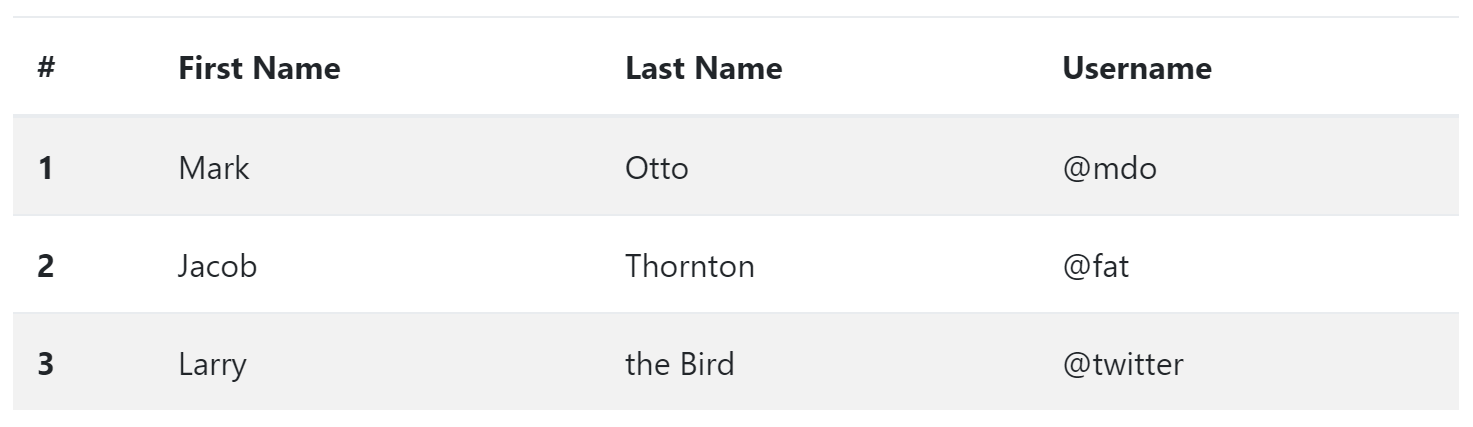 # First Name Last Name Username
1 Mark Otto @mdo
2 Jacob Thornton @fat
3 Larry the Bird @twitter